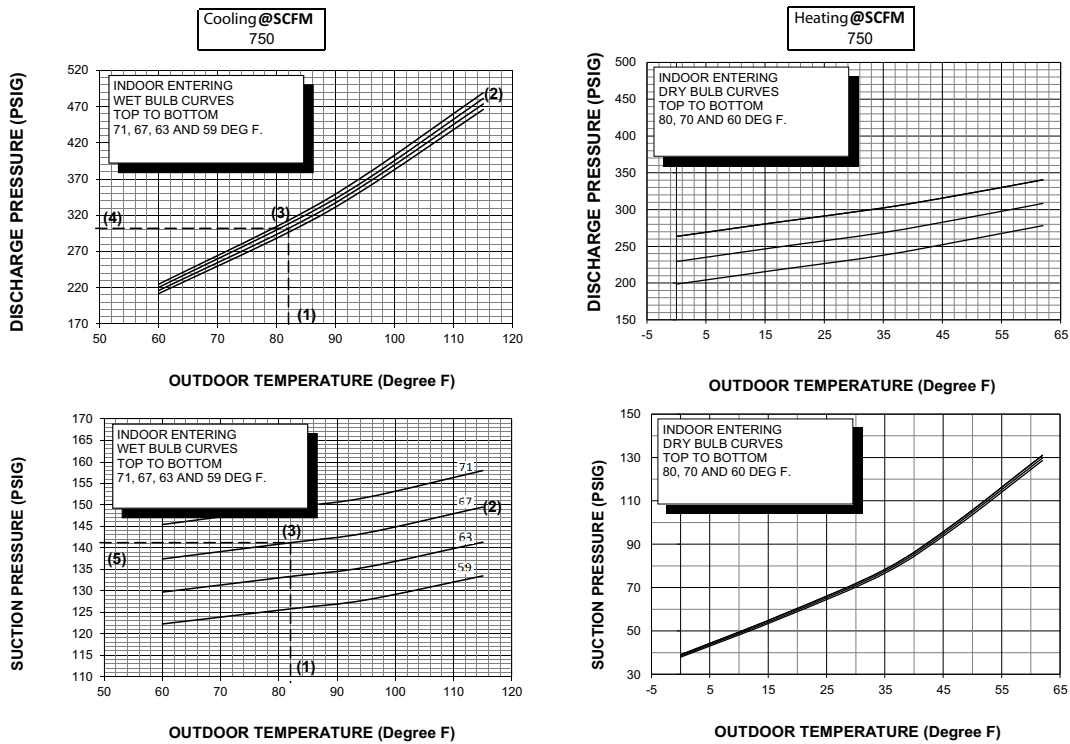 Cooling@SCFM
750
Heating@SCFM
750
DISCHARGE PRESSURE (PSIG)
520
470
420
370
320
270
220
170
INDOOR ENTERING
WET BULB CURVES
TOP TO BOTTOM
71, 67, 63 AND 59 DEG F.
(2)
(3)
(4)
(1)
50 60 70 80 90 100 110 120
OUTDOOR TEMPERATURE (Degree F)
DISCHARGE PRESSURE (PSIG)
500
450
400
350
300
250
200
150
INDOOR ENTERING
DRY BULB CURVES
TOP TO BOTTOM
80, 70 AND 60 DEG F.
-5 5 15 25 35 45 55 65
OUTDOOR TEMPERATURE (Degree F)
SUCTION PRESSURE (PSIG)
170
165
160
155
150
145
140
135
130
125
120
115
110
INDOOR ENTERING
WET BULB CURVES
TOP TO BOTTOM
71, 67, 63 AND 59 DEG F.
71
67
(2)
(3)
63
(5)
59
(1)
50 60 70 80 90 100 110 120
OUTDOOR TEMPERATURE (Degree F)
SUCTION PRESSURE (PSIG)
150
130
110
90
70
50
30
INDOOR ENTERING
DRY BULB CURVES
TOP TO BOTTOM
80, 70 AND 60 DEG F.
-5 5 15 25 35 45 55 65
OUTDOOR TEMPERATURE (Degree F)